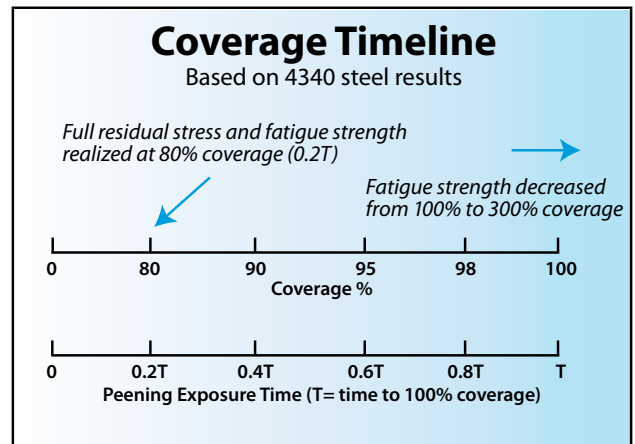 Coverage Timeline
Based on 4340 steel results
Full residual stress and fatigue strength
realized at 80% coverage (0.2T)
Fatigue strength decreased
from 100% to 300% coverage
0 80 90 95 98 100
Coverage %
0 0.2T 0.4T 0.6T 0.8T T
Peening Exposure Time (T= time to 100% coverage)